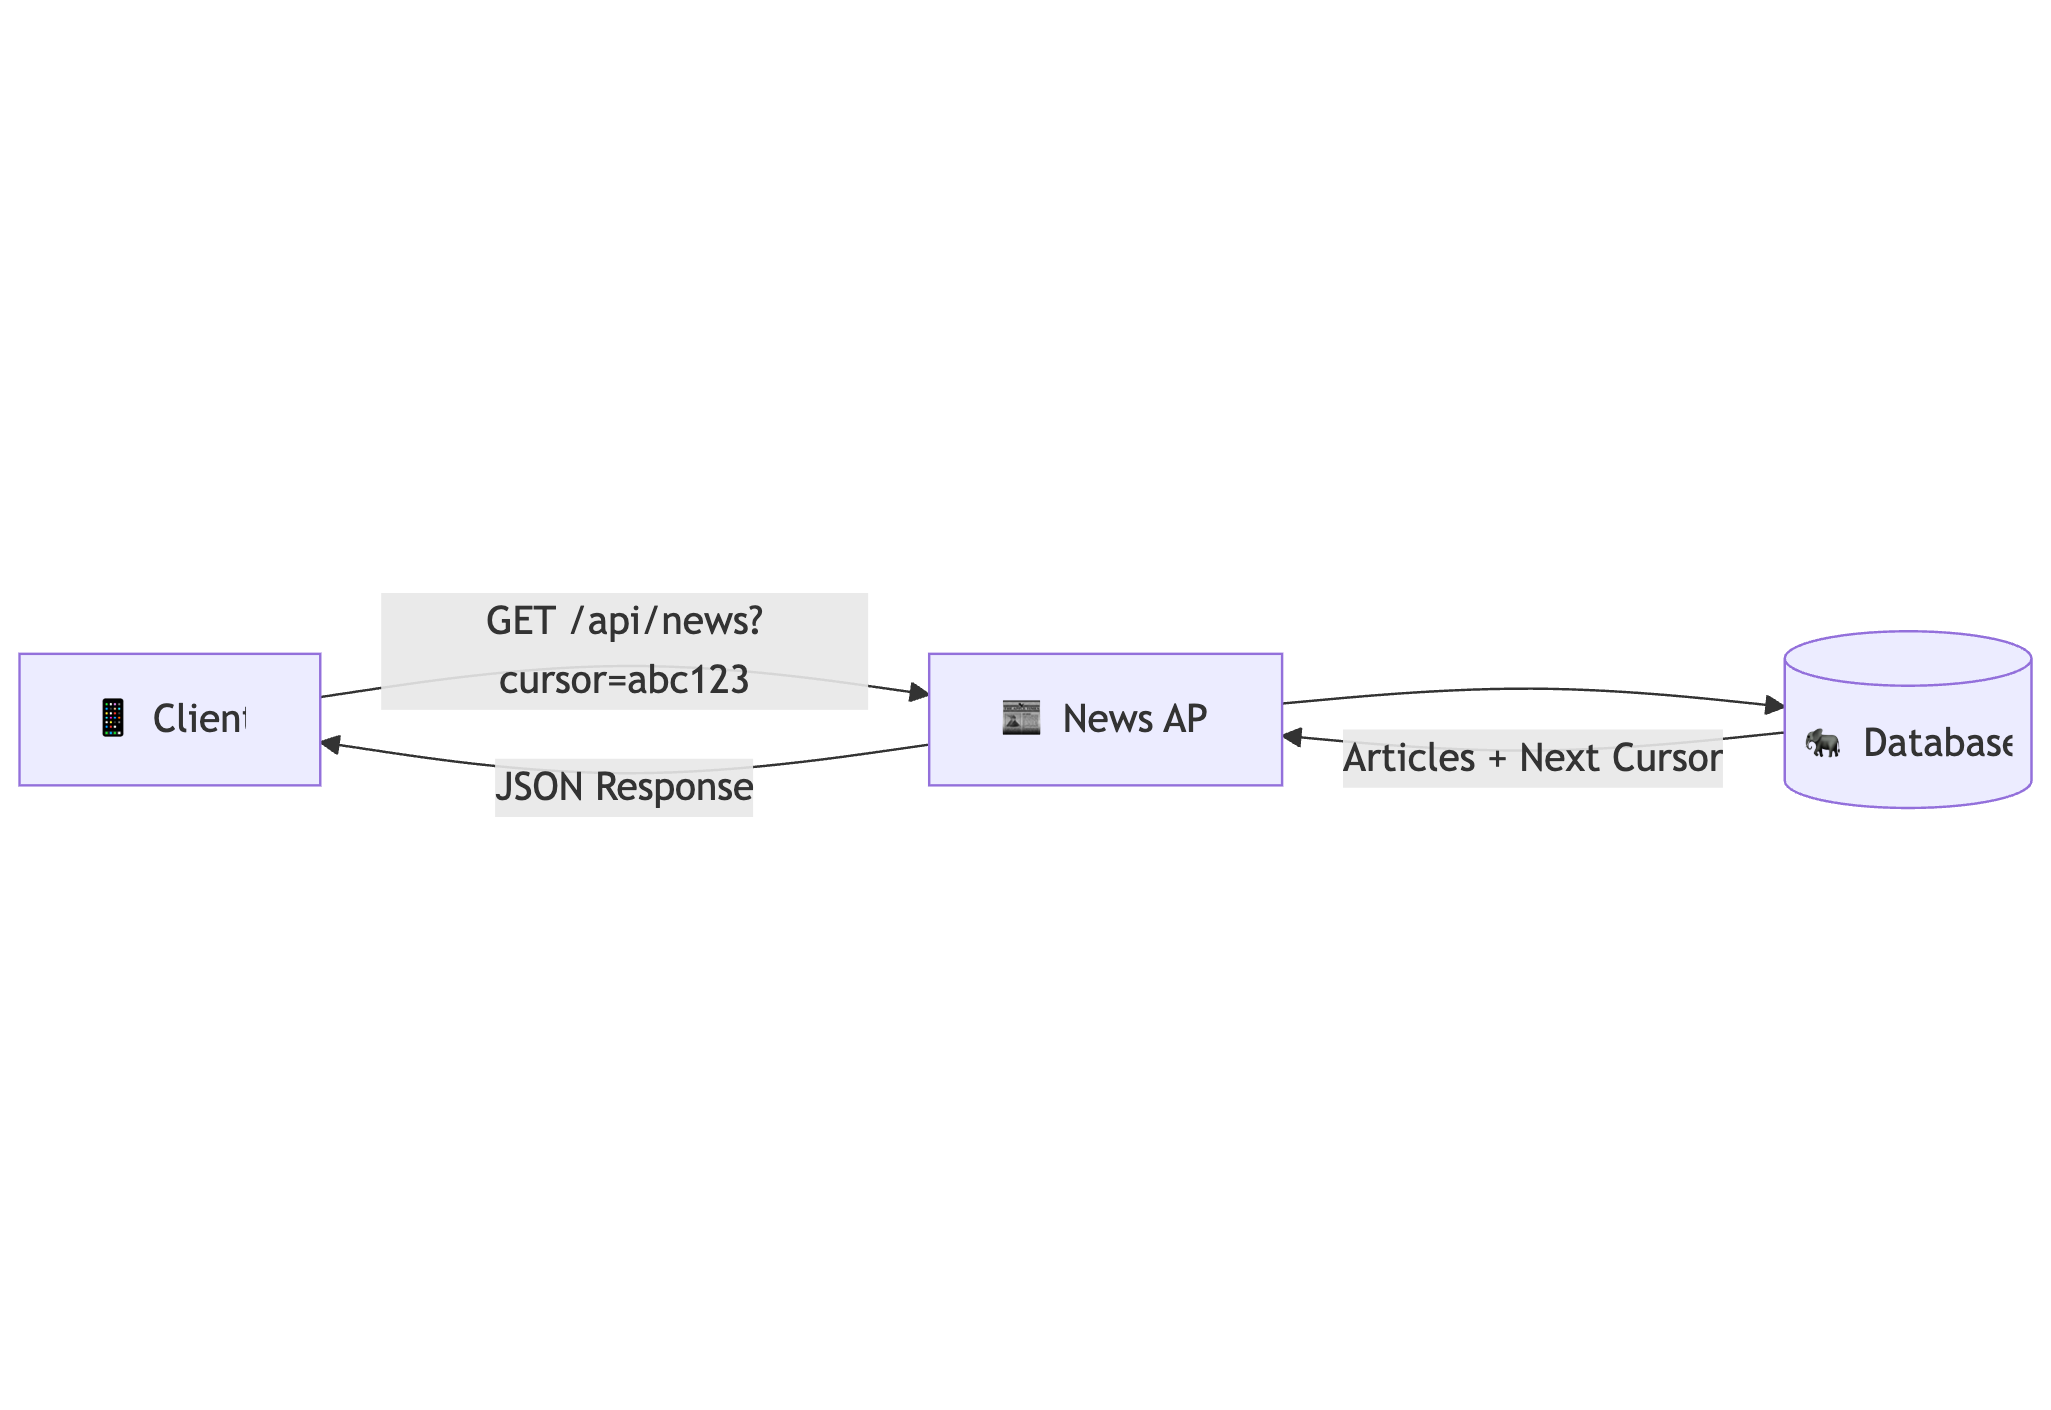 GET /api/news?
cursor=abc123
Client
News AP
Database
JSON Response
Articles + Next Cursor